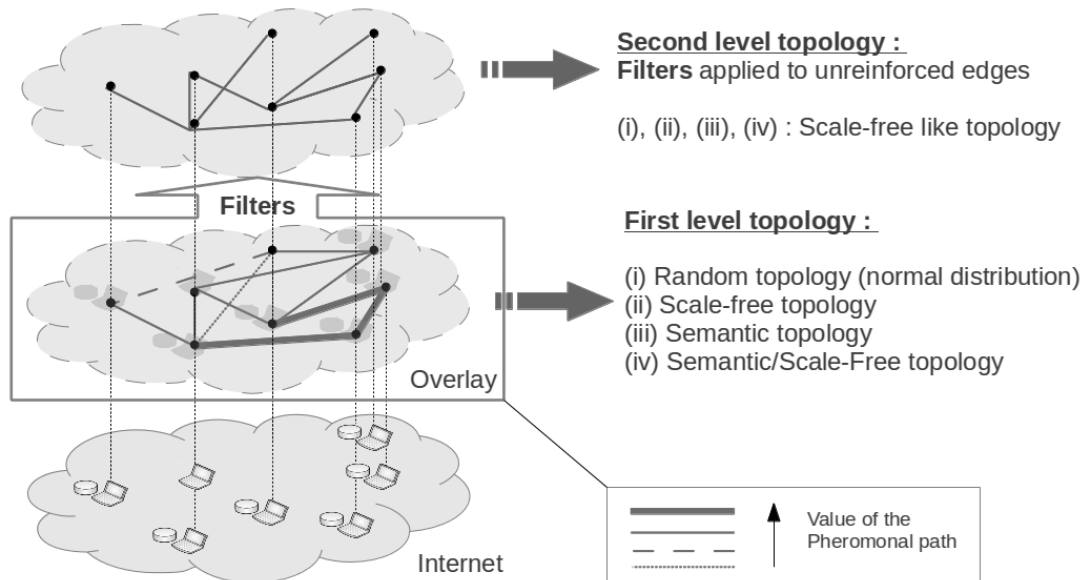 Second level topology :
Filters applied to unreinforced edges
(i), (ii), (iii), (iv) : Scale-free like topology
Filters
First level topology :
(i) Random topology (normal distribution)
(ii) Scale-free topology
(iii) Semantic topology
(iv) Semantic/Scale-Free topology
Overlay
Internet
Value of the
Pheromonal path